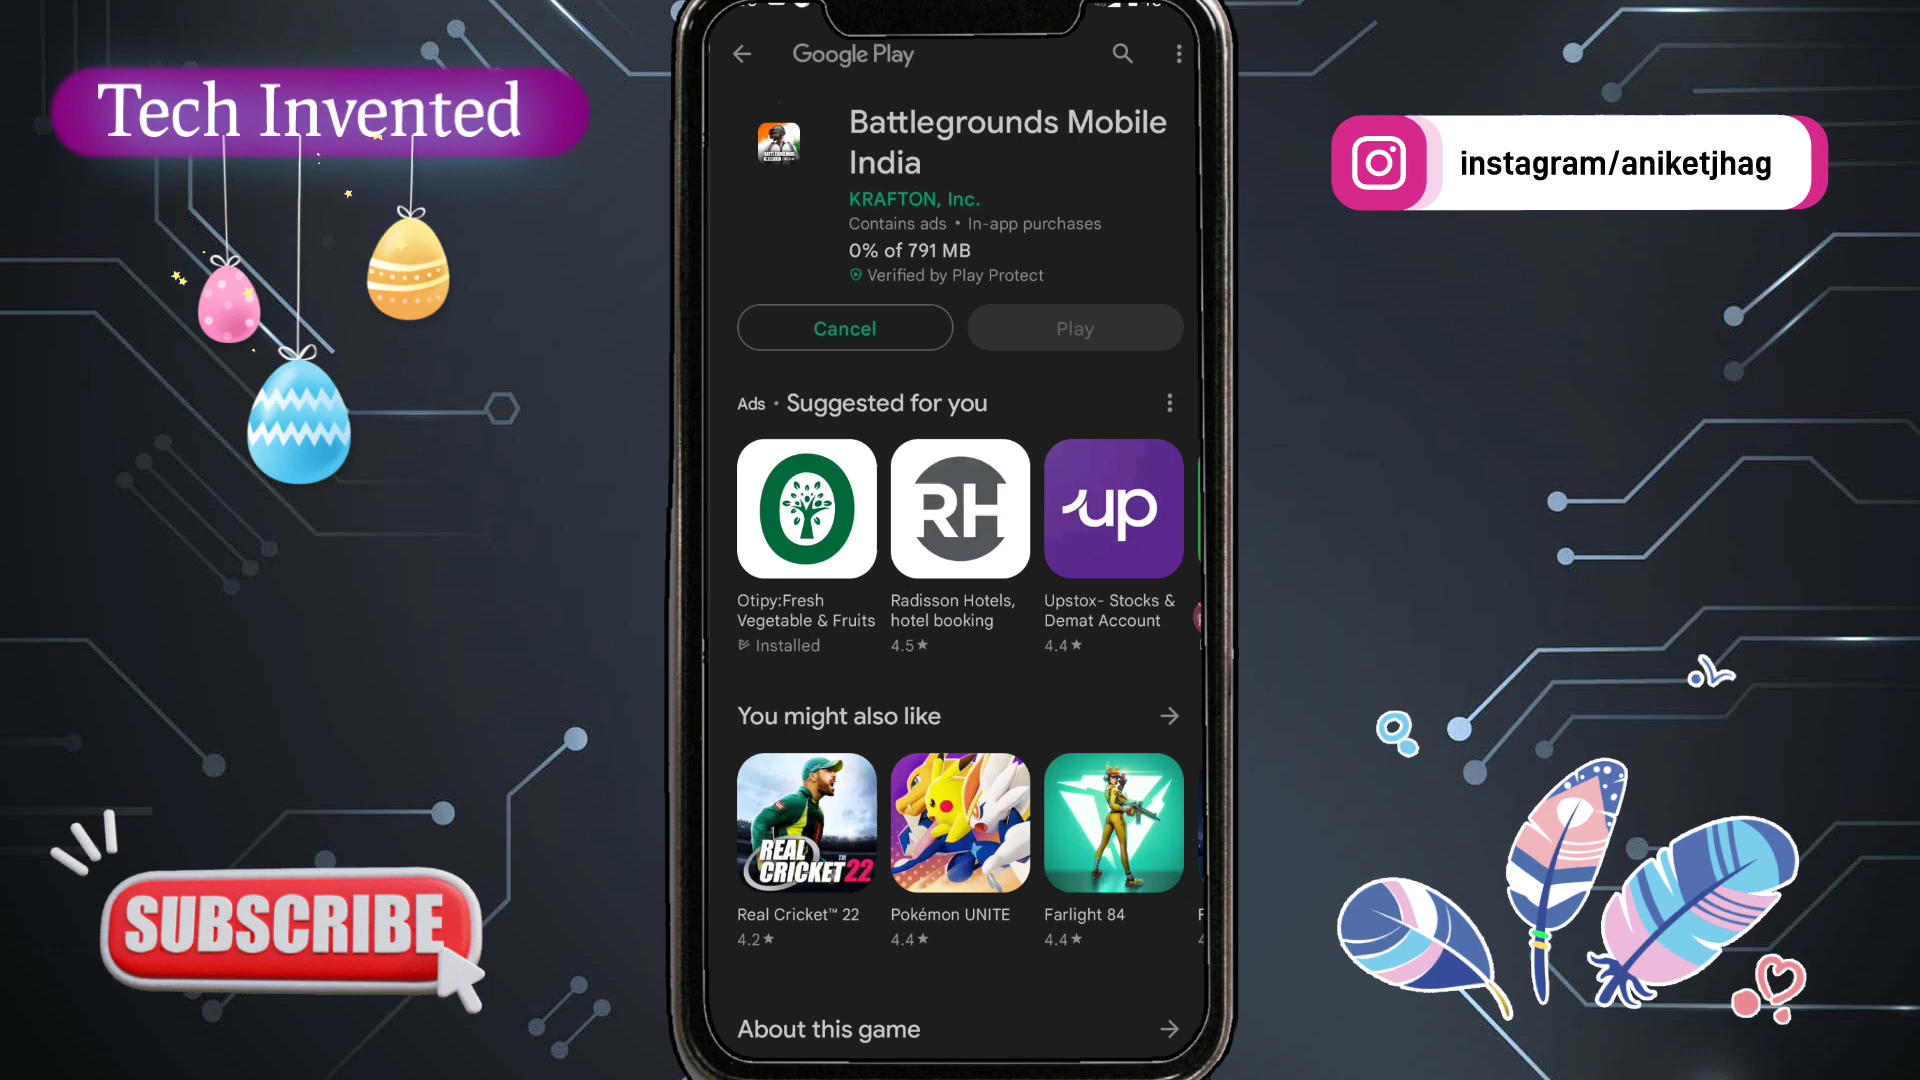 Tech Invented
instagram/aniketjhag
Google Play
Battlegrounds Mobile
India
KRAFTON, Inc.
Contains ads • In-app purchases
0% of 791 MB
Verified by Play Protect
Cancel
Play
Ads • Suggested for you
RH
up
Otipy:Fresh
Vegetable & Fruits
Installed
Radisson Hotels,
hotel booking
4.5★
Upstox- Stocks &
Demat Account
4.4★
You might also like
REAL
CRICKET™ 22
Real Cricket™ 22
4.2★
Pokémon UNITE
4.4★
Farlight 84
4.4★
About this game
SUBSCRIBE